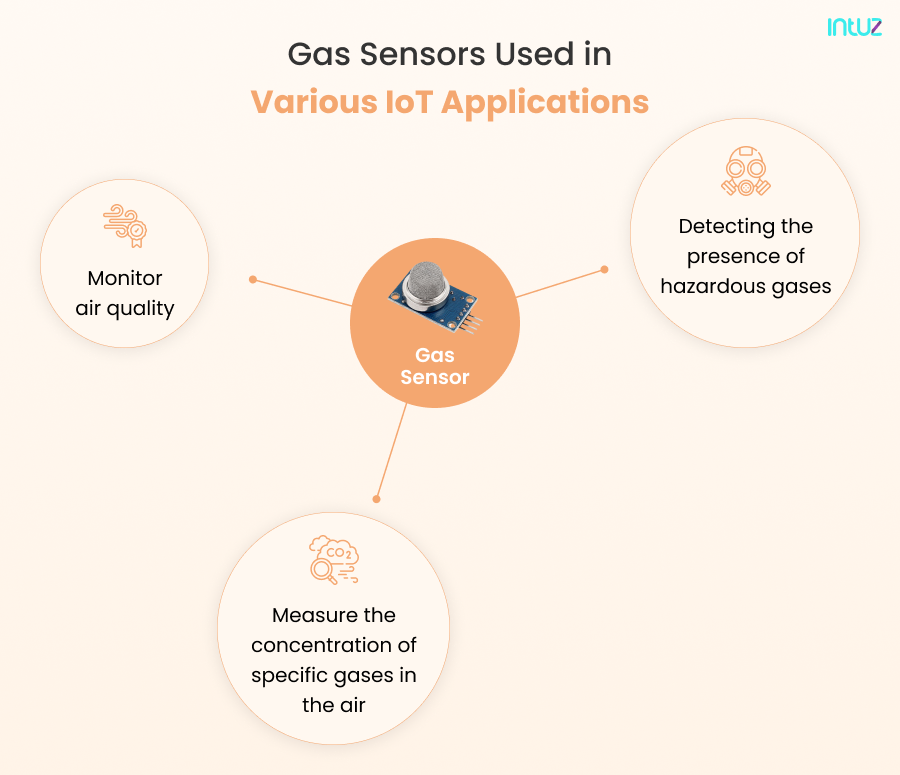 INTUZ
Gas Sensors Used in
Various IoT Applications
Monitor
air quality
Detecting the
presence of
hazardous gases
Gas
Sensor
CO2
Measure the
concentration of
specific gases in
the air